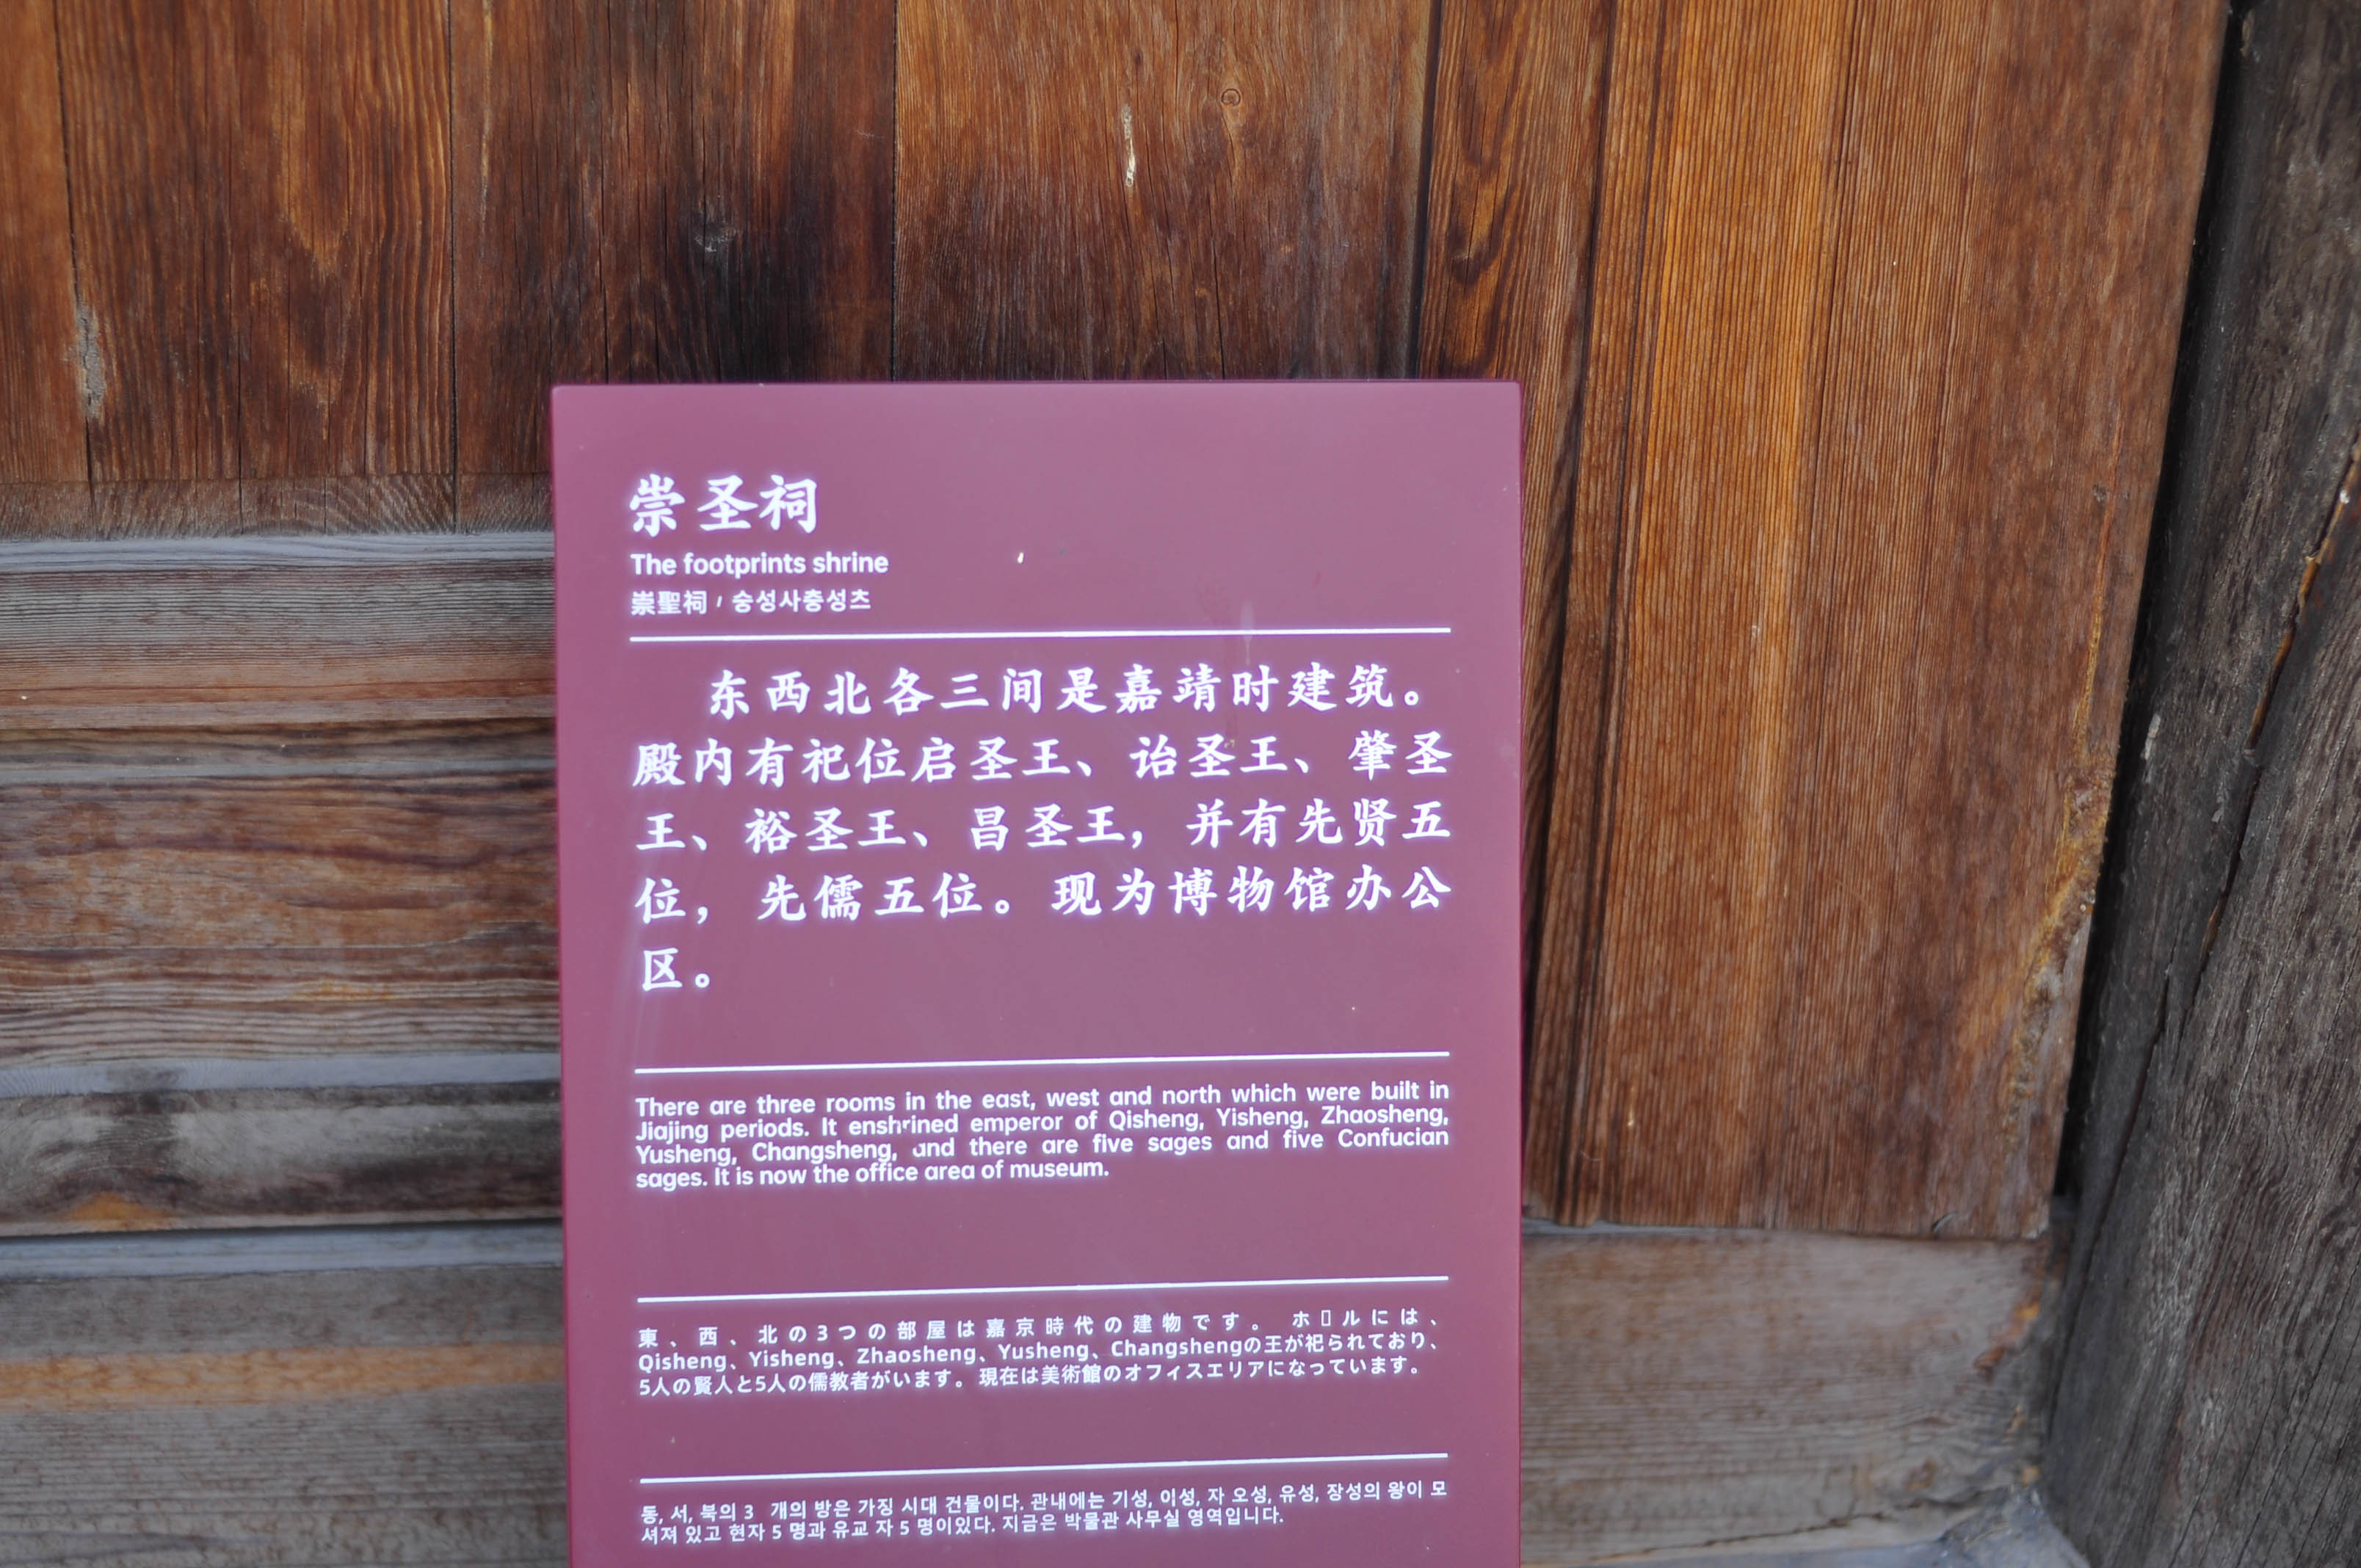 崇圣祠
The footprints shrine
崇聖祠，숭성사충성츠
东西北各三间是嘉靖时建筑。
殿内有祀位启圣王、诒圣王、肇圣
王、裕圣王、昌圣王，并有先贤五
位，先儒五位。现为博物馆办公
区。
There are three rooms in the east, west and north which were built in
Jiajing periods. It enshrined emperor of Qisheng, Yisheng, Zhaosheng,
Yusheng, Changsheng, and there are five sages and five Confucian
sages. It is now the office area of museum.
東、西、北の3つの部屋は嘉京時代の建物です。ホ▯ルには、
Qisheng、Yisheng、Zhaosheng、Yusheng、Changshengの王が祀られており、
5人の賢人と5人の儒教者がいます。現在は美術館のオフィスエリアになっています。
동, 서, 북의 3 개의 방은 가징 시대 건물이다. 관내에는 기성, 이성, 자 오성, 유성, 장성의 왕이 모
셔져 있고 현자 5 명과 유교 자 5 명이있다. 지금은 박물관 사무실 영역입니다.